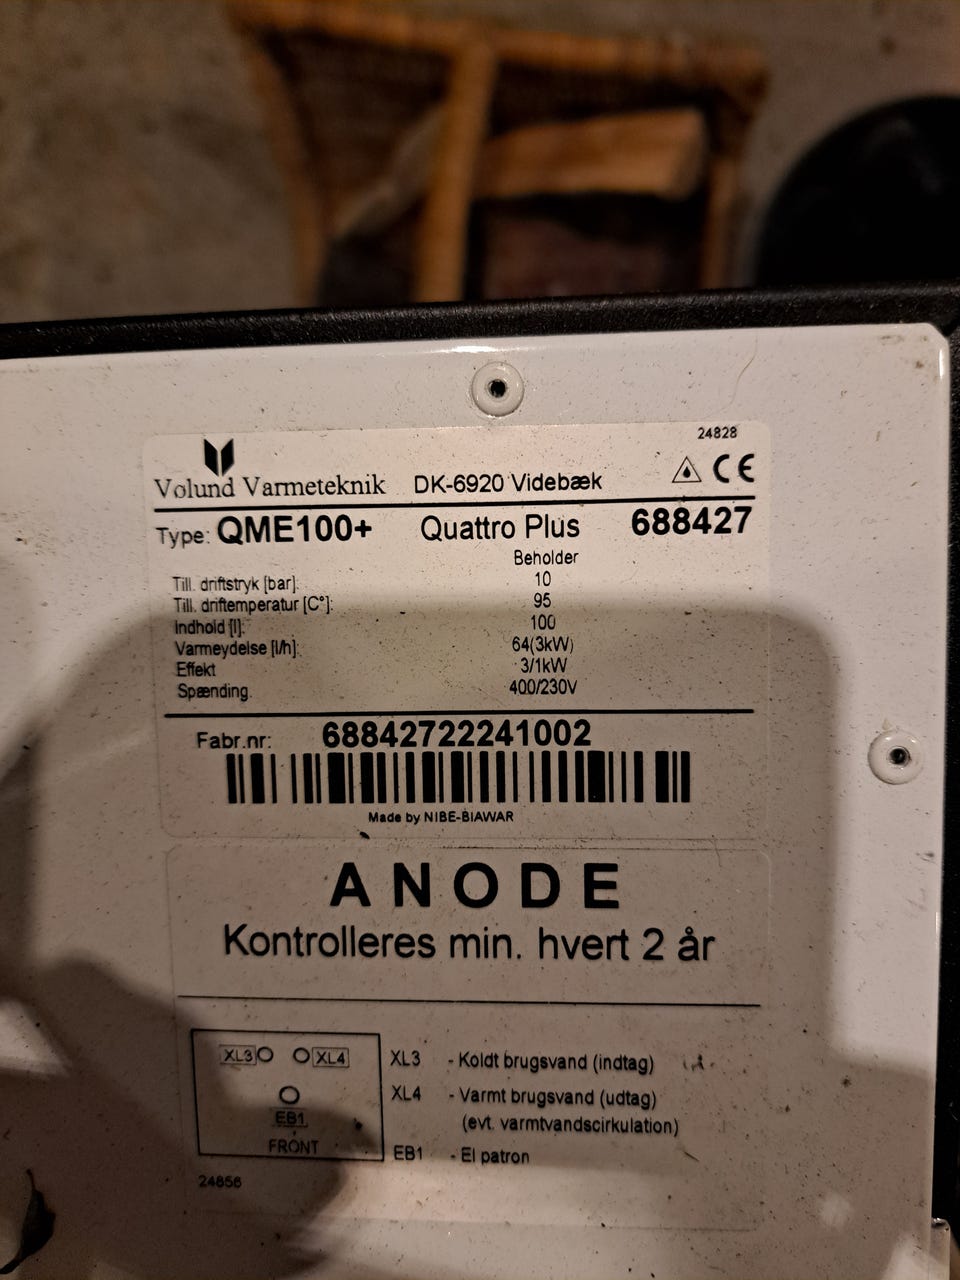 24828
Volund Varmeteknik DK-6920 Videbæk CE
Type: QME100+ Quattro Plus 688427
Beholder
Till. driftstryk [bar]: 10
Till. driftemperatur [C°]: 95
Indhold [l]: 100
Varmeydelse [l/h]: 64(3kW)
Effekt 3/1kW
Spænding. 400/230V
Fabr.nr: 68842722241002
Made by NIBE-BIAWAR
ANODE
Kontrolleres min. hvert 2 år
XL3 XL4
EB1
FRONT
XL3 - Koldt brugsvand (indtag)
XL4 - Varmt brugsvand (udtag)
(evt. varmtvandscirkulation)
EB1 - El patron
24856